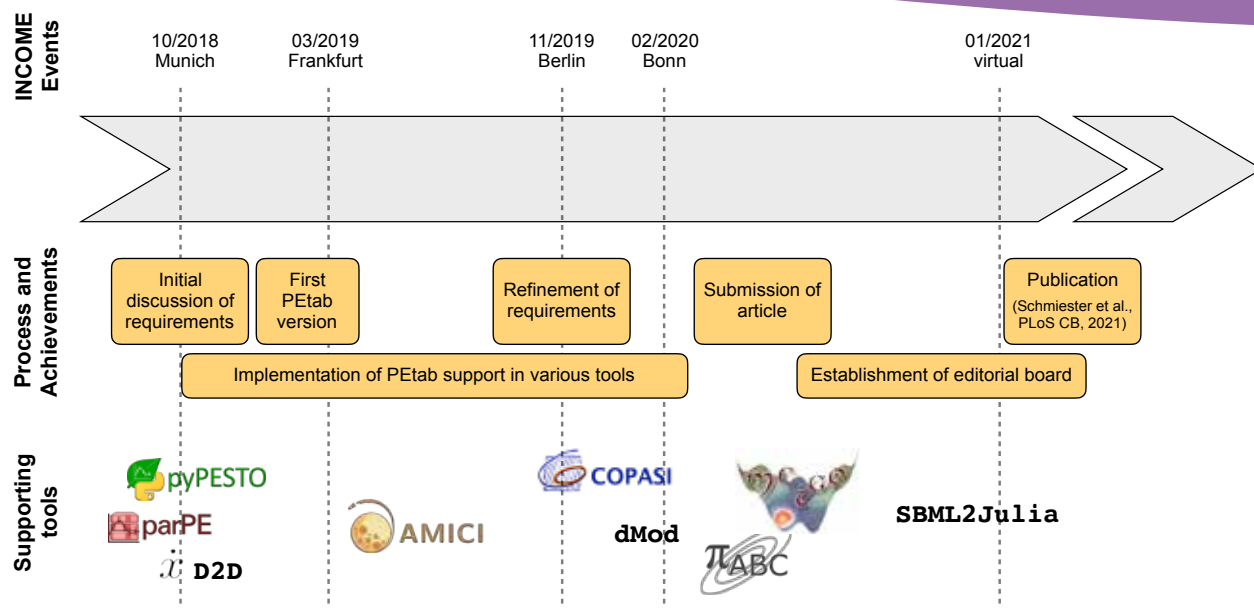 INCOME
Events
10/2018
Munich
03/2019
Frankfurt
11/2019
Berlin
02/2020
Bonn
01/2021
virtual
Process and
Achievements
Initial
discussion of
requirements
First
PEtab
version
Refinement of
requirements
Submission of
article
Publication
(Schmiester et al.,
PLoS CB, 2021)
Implementation of PEtab support in various tools
Establishment of editorial board
Supporting
tools
pyPESTO
parPE
ẋ D2D
AMICI
COPASI
dMod
πABC
SBML2Julia